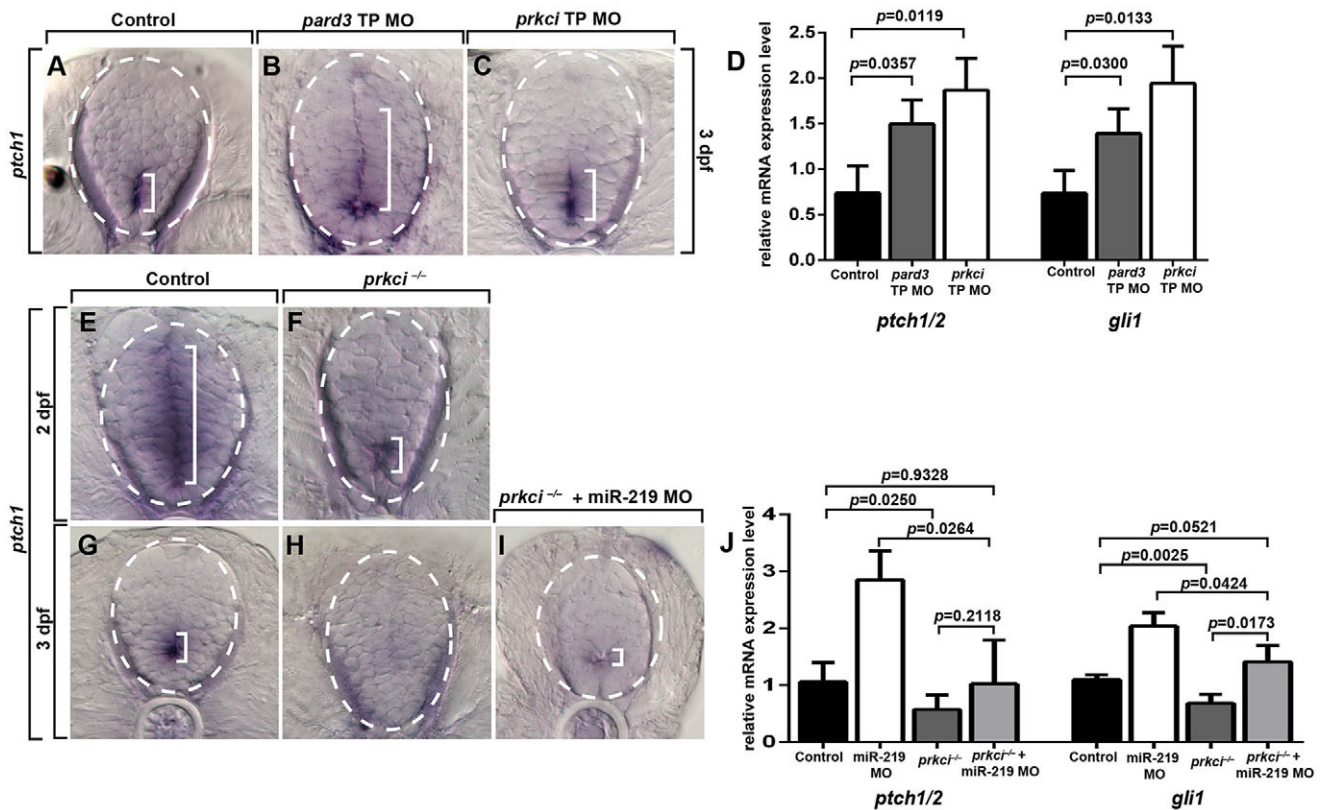 Control
pard3 TP MO
prkci TP MO
A
B
C
ptch1
3 dpf
D
relative mRNA expression level
2.5
2.0
1.5
1.0
0.5
0.0
p=0.0119
p=0.0357
p=0.0133
p=0.0300
Control
pard3 TP MO
prkci TP MO
Control
pard3 TP MO
prkci TP MO
ptch1/2
gli1
Control
prkci –/–
E
F
2 dpf
ptch1
3 dpf
prkci –/– + miR-219 MO
G
H
I
J
relative mRNA expression level
4
3
2
1
0
p=0.9328
p=0.0250
p=0.0264
p=0.2118
p=0.0521
p=0.0025
p=0.0424
p=0.0173
Control
miR-219 MO
prkci–/–
prkci–/– + miR-219 MO
Control
miR-219 MO
prkci–/–
prkci–/– + miR-219 MO
ptch1/2
gli1